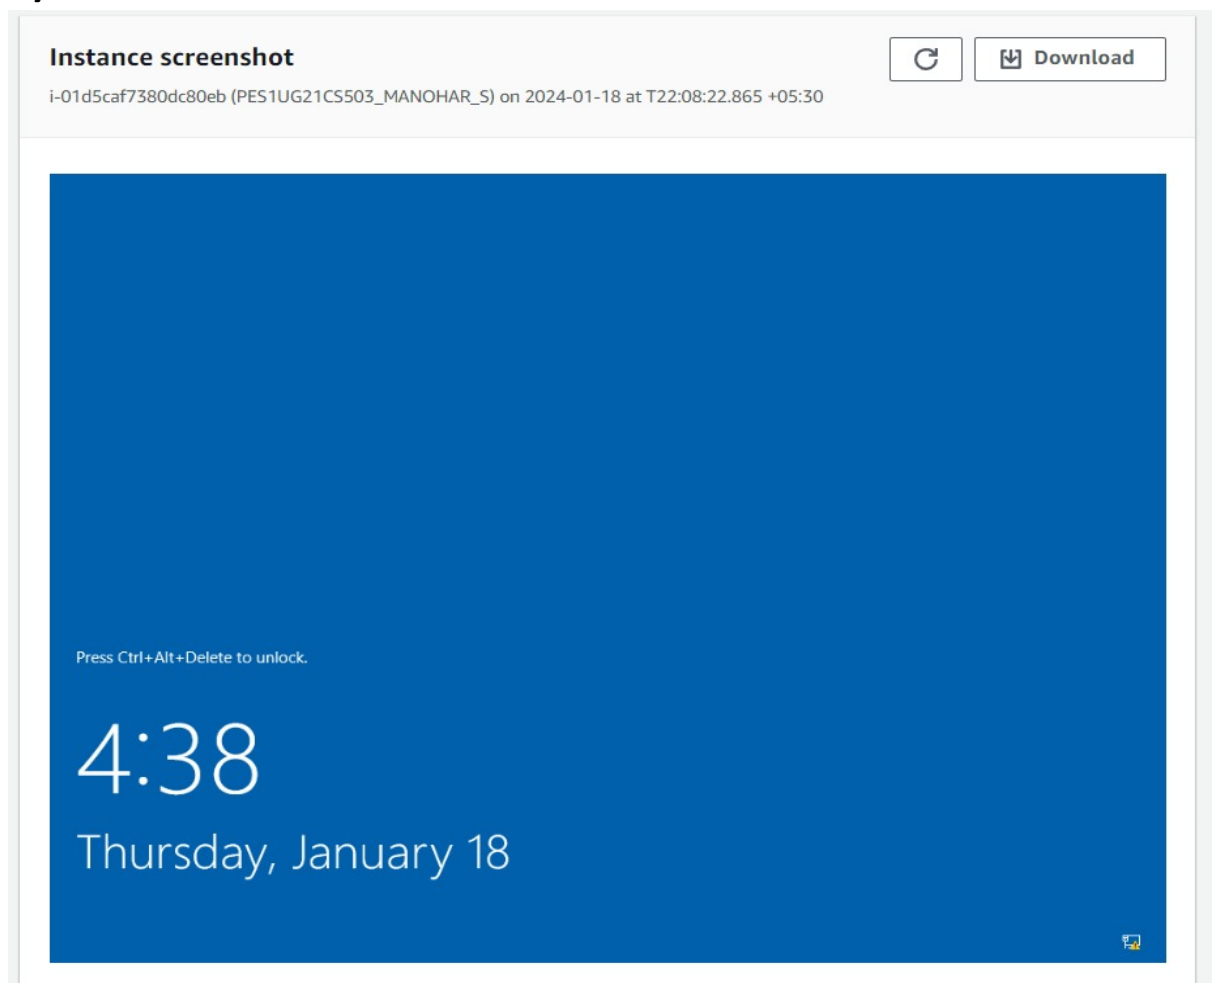 Instance screenshot
Download
i-01d5caf7380dc80eb (PES1UG21CS503_MANOHAR_S) on 2024-01-18 at T22:08:22.865 +05:30
Press Ctrl+Alt+Delete to unlock.
4:38
Thursday, January 18